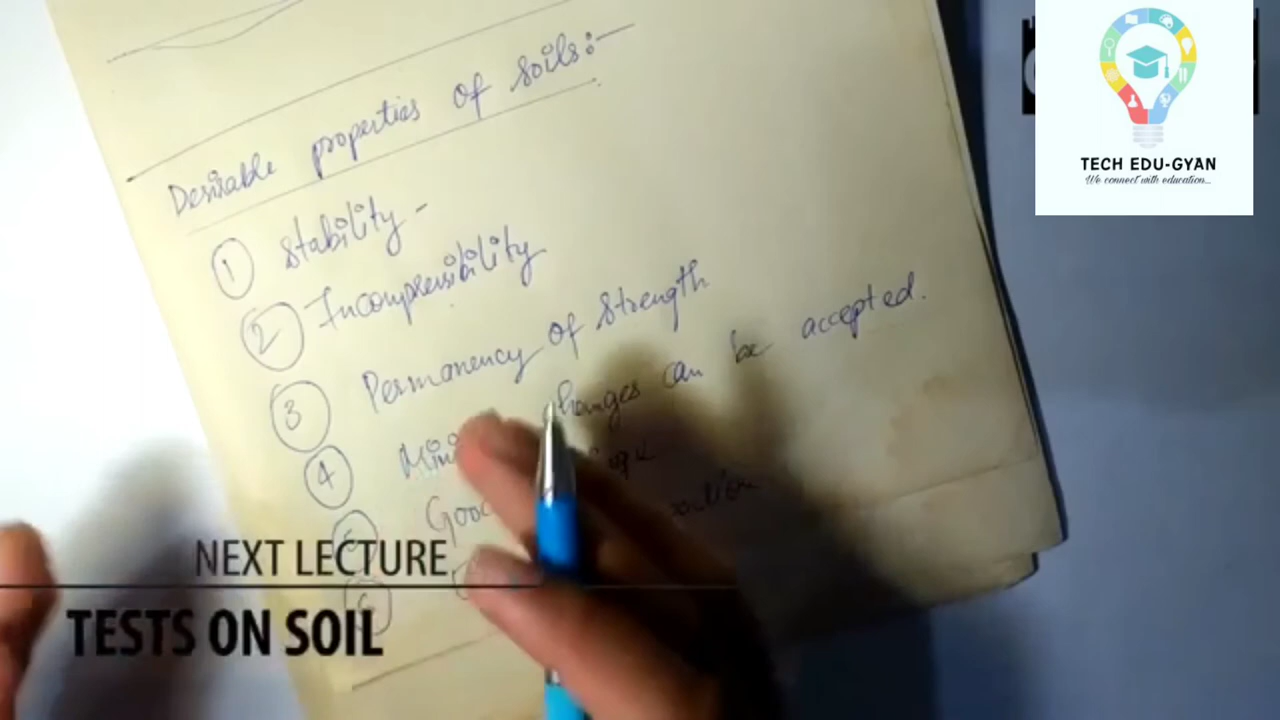 Desirable properties of Soils:-
① Stability -
② Incompressibility
③ Permanency of Strength
④ changes can be accepted.
Good
NEXT LECTURE
TESTS ON SOIL
TECH EDU-GYAN
We connect with education...